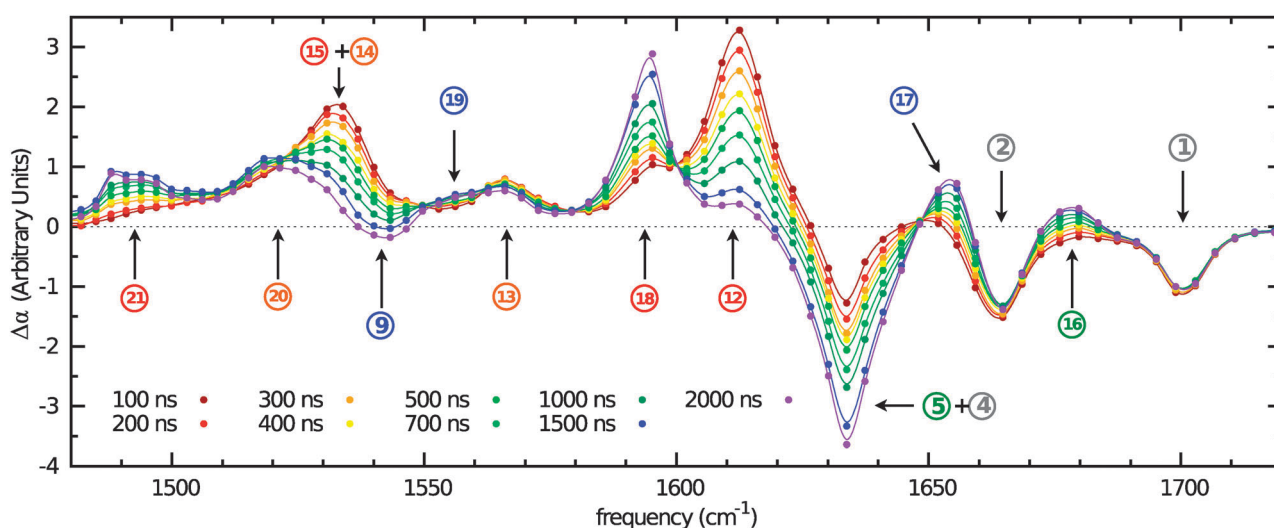 3
2
1
0
-1
-2
-3
-4
Δα (Arbitrary Units)
15 + 14
19
17
2
1
21
20
9
13
18
12
16
5 + 4
100 ns 300 ns 500 ns 1000 ns 2000 ns
200 ns 400 ns 700 ns 1500 ns
1500 1550 1600 1650 1700
frequency (cm⁻¹)